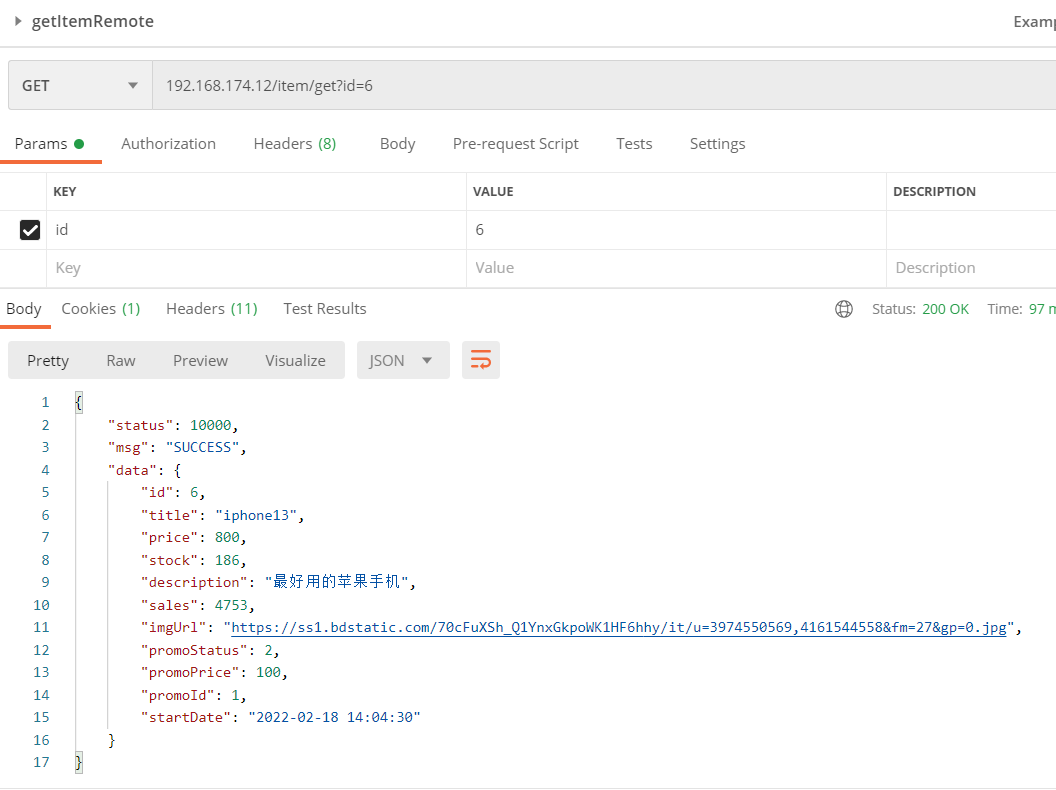 getItemRemote
Examp
GET
192.168.174.12/item/get?id=6
Params Authorization Headers (8) Body Pre-request Script Tests Settings
KEY VALUE DESCRIPTION
id 6
Key Value Description
Body Cookies (1) Headers (11) Test Results Status: 200 OK Time: 97 m
Pretty Raw Preview Visualize JSON
1 {
2 "status": 10000,
3 "msg": "SUCCESS",
4 "data": {
5 "id": 6,
6 "title": "iphone13",
7 "price": 800,
8 "stock": 186,
9 "description": "最好用的苹果手机",
10 "sales": 4753,
11 "imgUrl": "https://ss1.bdstatic.com/70cFuXSh_Q1YnxGkpoWK1HF6hhy/it/u=3974550569,4161544558&fm=27&gp=0.jpg",
12 "promoStatus": 2,
13 "promoPrice": 100,
14 "promoId": 1,
15 "startDate": "2022-02-18 14:04:30"
16 }
17 }